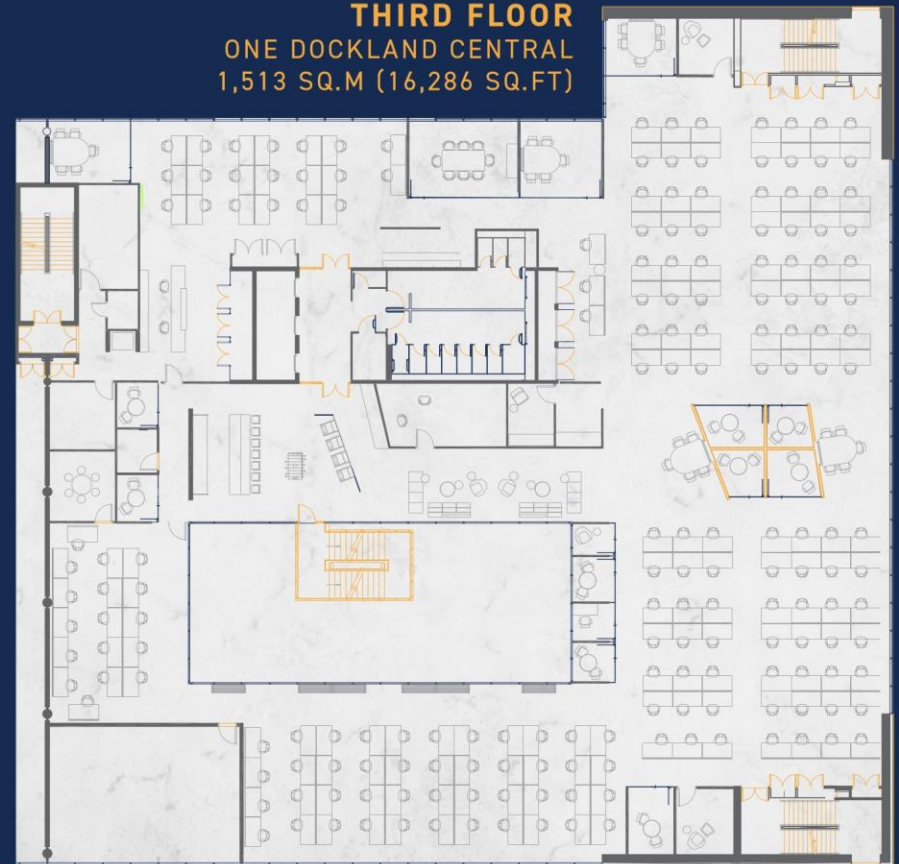 THIRD FLOOR
ONE DOCKLAND CENTRAL
1,513 SQ.M (16,286 SQ.FT)